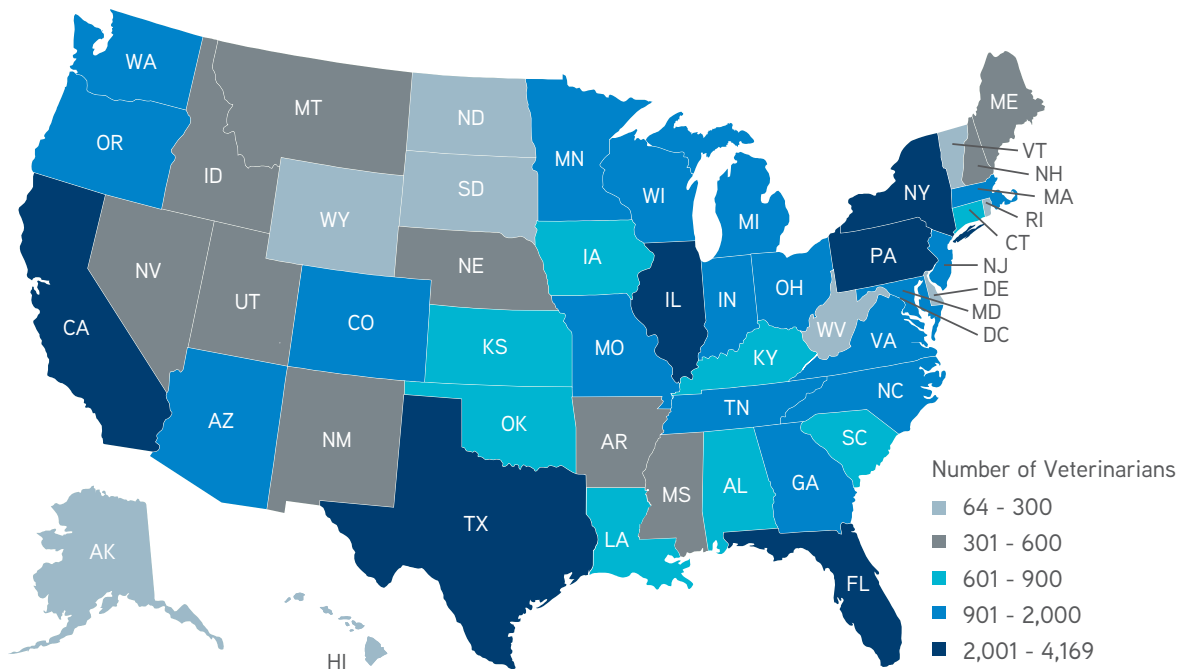 WA
MT
ND
ME
OR
MN
VT
ID
SD
WI
NH
NY
MA
WY
MI
RI
CT
IA
PA
NE
NJ
NV
OH
DE
UT
IL
IN
MD
CA
CO
WV
DC
KS
MO
VA
KY
NC
AZ
OK
TN
NM
AR
SC
MS
AL
GA
TX
LA
AK
FL
HI
Number of Veterinarians
64 - 300
301 - 600
601 - 900
901 - 2,000
2,001 - 4,169